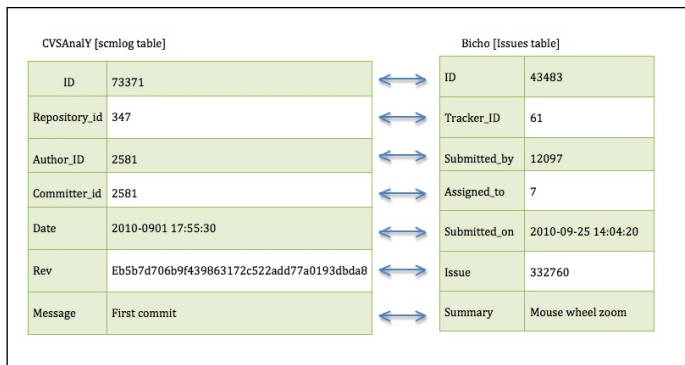 CVSAnalY [scmlog table]
Bicho [Issues table]
ID 73371
ID 43483
Repository_id 347
Tracker_ID 61
Author_ID 2581
Submitted_by 12097
Committer_id 2581
Assigned_to 7
Date 2010-0901 17:55:30
Submitted_on 2010-09-25 14:04:20
Rev Eb5b7d706b9f439863172c522add77a0193dbda8
Issue 332760
Message First commit
Summary Mouse wheel zoom